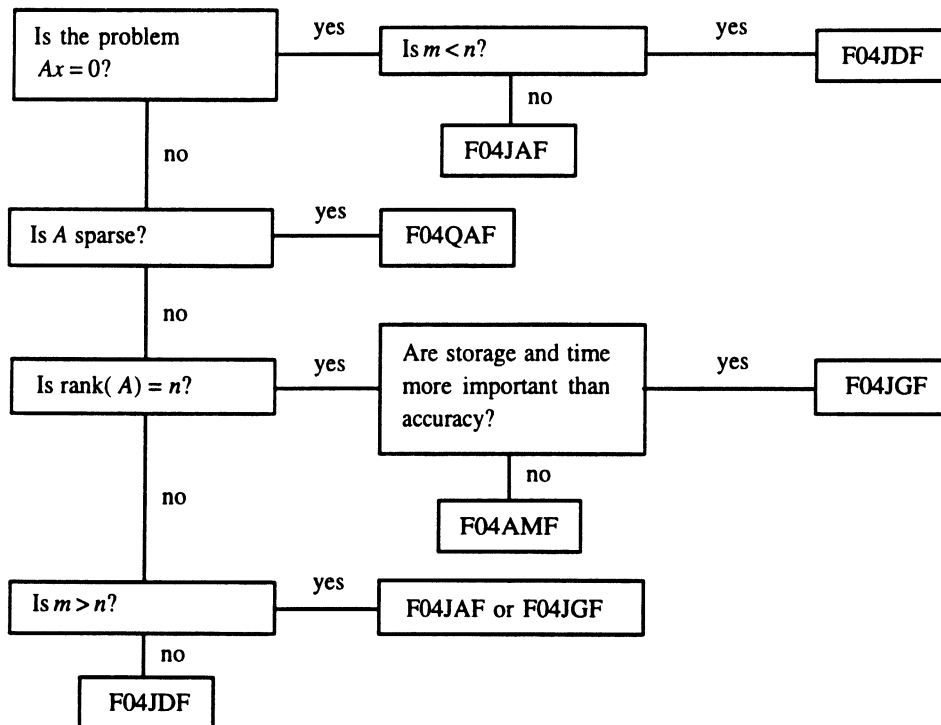 Is the problem
Ax = 0?
yes
Is m < n?
yes
F04JDF
no
F04JAF
no
Is A sparse?
yes
F04QAF
no
Is rank( A) = n?
yes
Are storage and time
more important than
accuracy?
yes
F04JGF
no
F04AMF
no
Is m > n?
yes
F04JAF or F04JGF
no
F04JDF